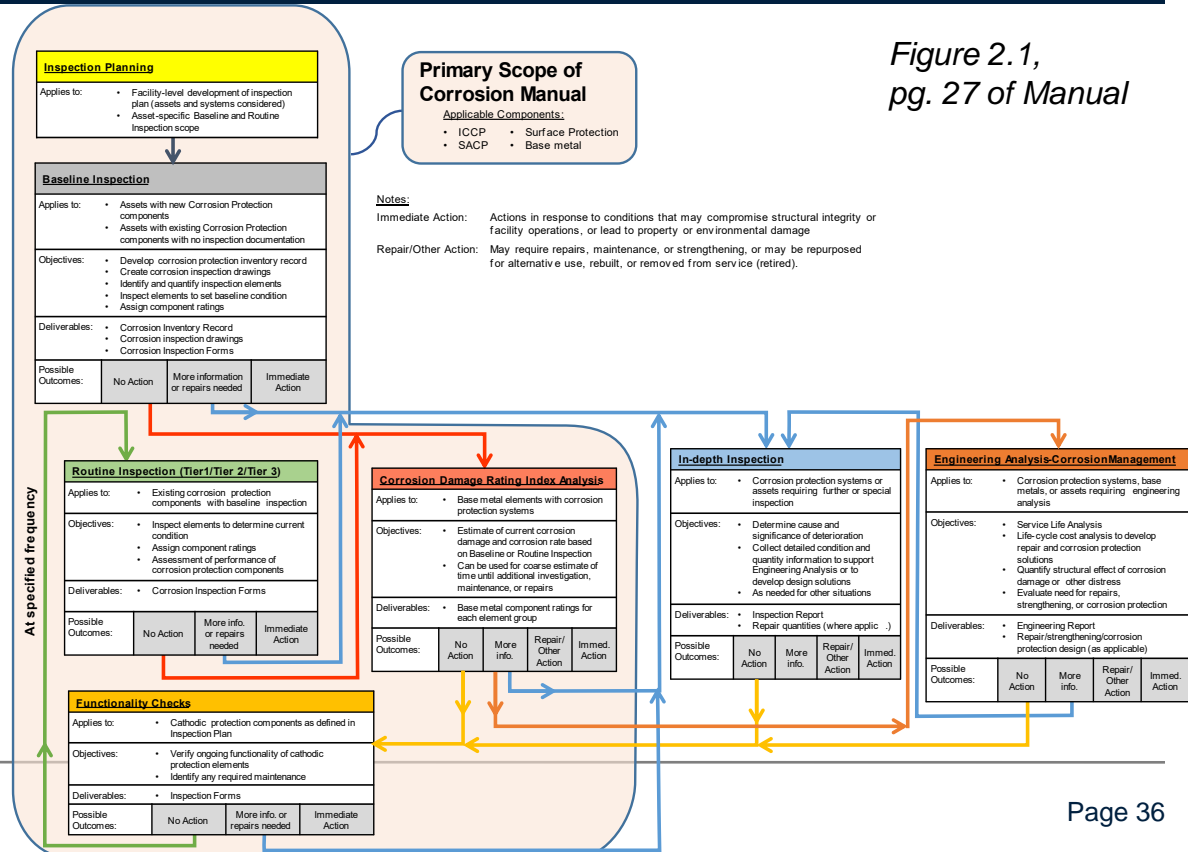 Figure 2.1,
pg. 27 of Manual
Inspection Planning
Applies to:
• Facility-level development of inspection
plan (assets and systems considered)
• Asset-specific Baseline and Routine
Inspection scope
Primary Scope of
Corrosion Manual
Applicable Components:
• ICCP • Surface Protection
• SACP • Base metal
Baseline Inspection
Applies to:
• Assets with new Corrosion Protection
components
• Assets with existing Corrosion Protection
components with no inspection documentation
Objectives:
• Develop corrosion protection inventory record
• Create corrosion inspection drawings
• Identify and quantify inspection elements
• Inspect elements to set baseline condition
• Assign component ratings
Deliverables:
• Corrosion Inventory Record
• Corrosion inspection drawings
• Corrosion Inspection Forms
Possible
Outcomes:
No Action
More information
or repairs needed
Immediate
Action
Notes:
Immediate Action: Actions in response to conditions that may compromise structural integrity or
facility operations, or lead to property or environmental damage
Repair/Other Action: May require repairs, maintenance, or strengthening, or may be repurposed
for alternative use, rebuilt, or removed from service (retired).
At specified frequency
Routine Inspection (Tier1/Tier 2/Tier 3)
Applies to:
• Existing corrosion protection
components with baseline inspection
Objectives:
• Inspect elements to determine current
condition
• Assign component ratings
• Assessment of performance of
corrosion protection components
Deliverables:
• Corrosion Inspection Forms
Possible
Outcomes:
No Action
More info.
or repairs
needed
Immediate
Action
Corrosion Damage Rating Index Analysis
Applies to:
• Base metal elements with corrosion
protection systems
Objectives:
• Estimate of current corrosion
damage and corrosion rate based
on Baseline or Routine Inspection
• Can be used for coarse estimate of
time until additional investigation,
maintenance, or repairs
Deliverables:
• Base metal component ratings for
each element group
Possible
Outcomes:
No
Action
More
info.
Repair/
Other
Action
Immed.
Action
In-depth Inspection
Applies to:
• Corrosion protection systems or
assets requiring further or special
inspection
Objectives:
• Determine cause and
significance of deterioration
• Collect detailed condition and
quantity information to support
Engineering Analysis or to
develop design solutions
• As needed for other situations
Deliverables:
• Inspection Report
• Repair quantities (where applic .)
Possible
Outcomes:
No
Action
More
info.
Repair/
Other
Action
Immed.
Action
Engineering Analysis-CorrosionManagement
Applies to:
• Corrosion protection systems, base
metals, or assets requiring engineering
analysis
Objectives:
• Service Life Analysis
• Life-cycle cost analysis to develop
repair and corrosion protection
solutions
• Quantify structural effect of corrosion
damage or other distress
• Evaluate need for repairs,
strengthening, or corrosion protection
Deliverables:
• Engineering Report
• Repair/strengthening/corrosion
protection design (as applicable)
Possible
Outcomes:
No
Action
More
info.
Repair/
Other
Action
Immed.
Action
Functionality Checks
Applies to:
• Cathodic protection components as defined in
Inspection Plan
Objectives:
• Verify ongoing functionality of cathodic
protection elements
• Identify any required maintenance
Deliverables:
• Inspection Forms
Possible
Outcomes:
No Action
More info. or
repairs needed
Immediate
Action
Page 36